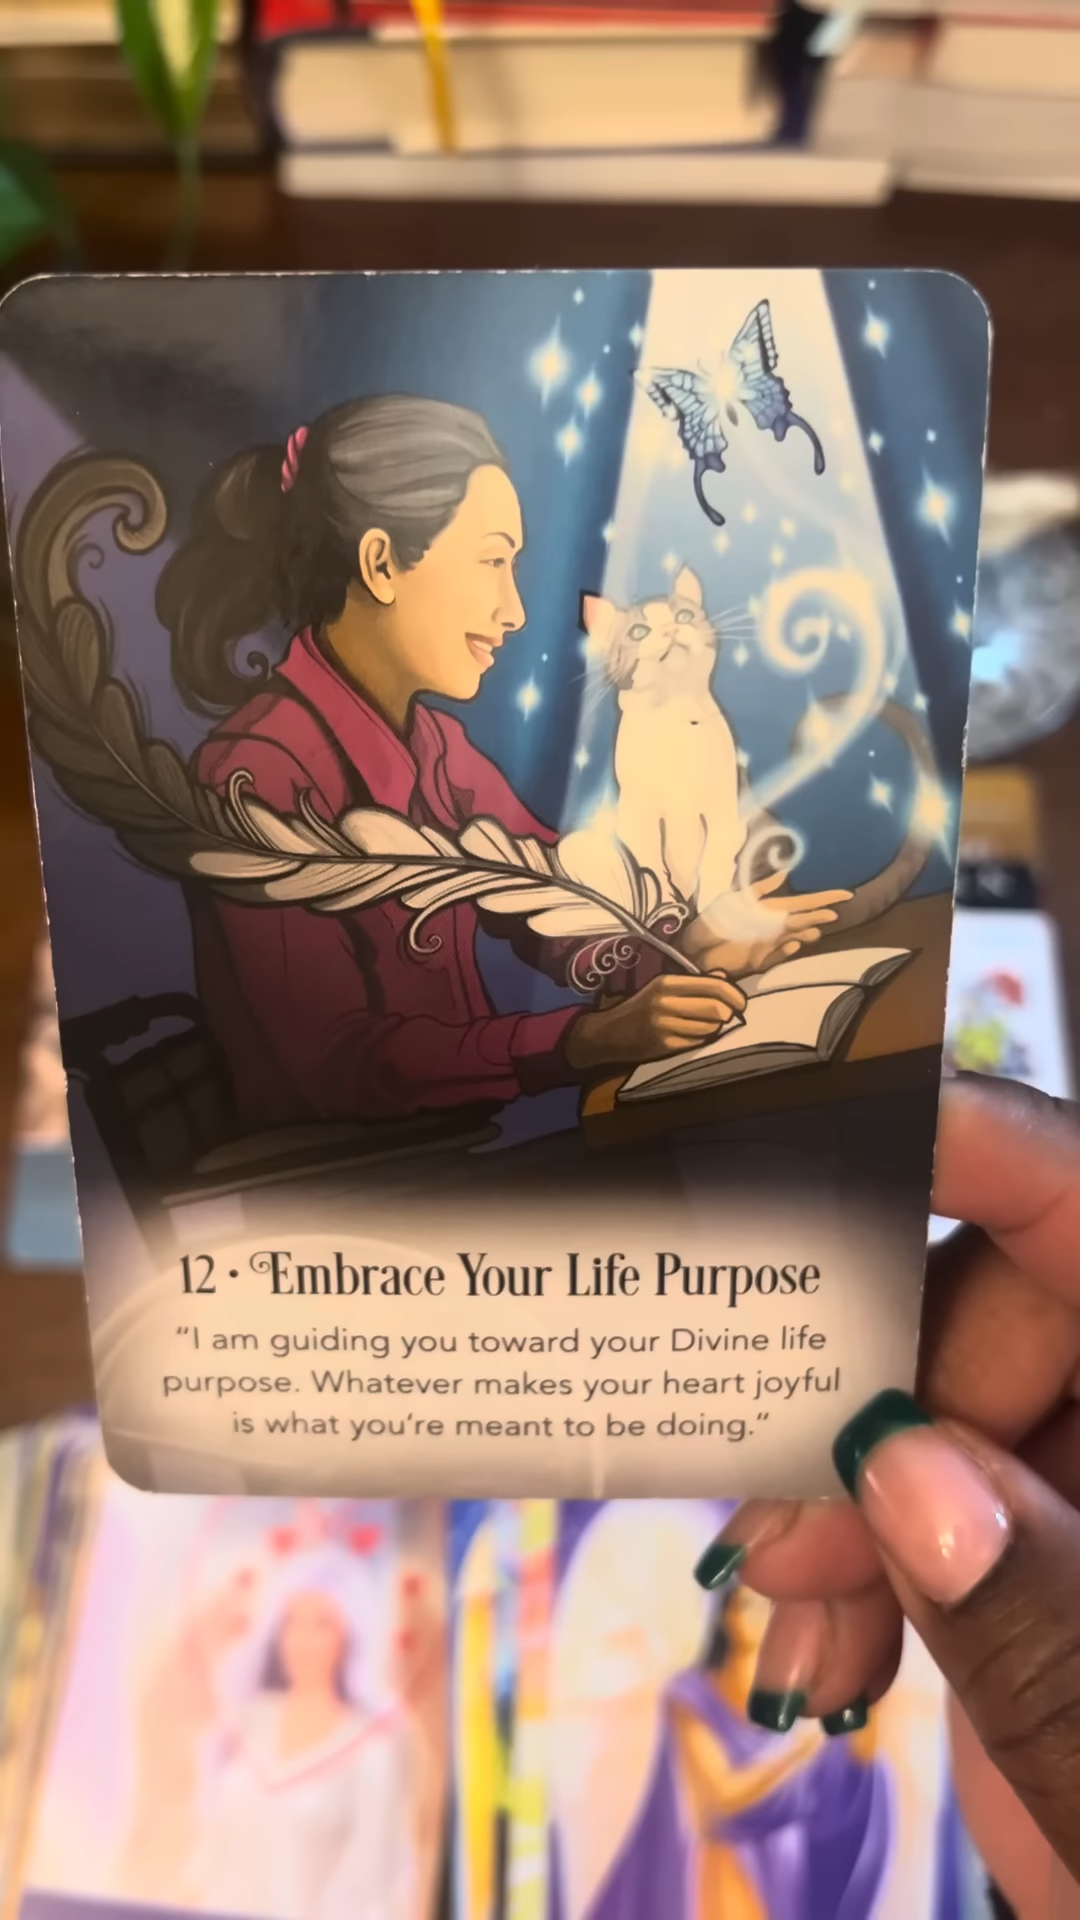 12 · Embrace Your Life Purpose
“I am guiding you toward your Divine life
purpose. Whatever makes your heart joyful
is what you’re meant to be doing.”